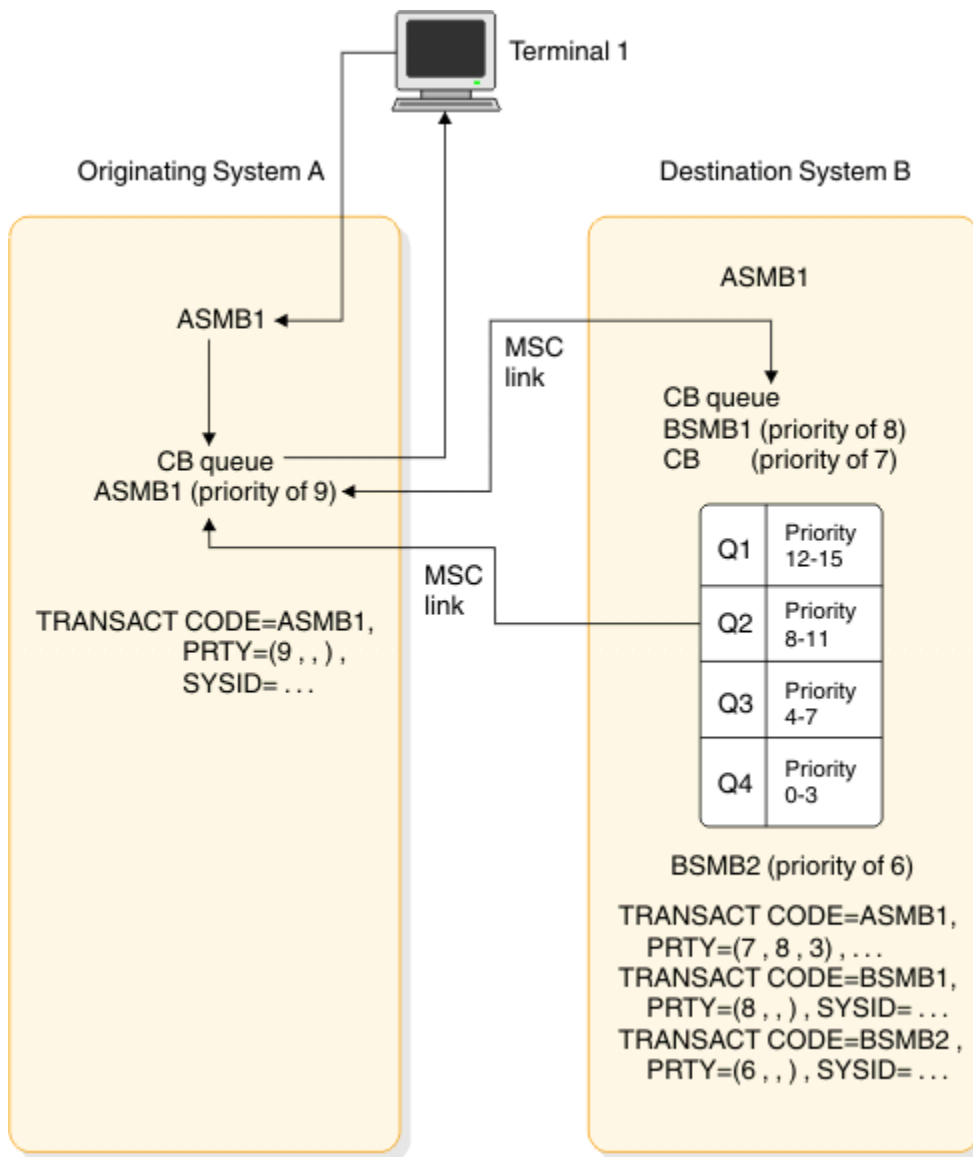 Terminal 1
Originating System A
Destination System B
ASMB1
CB queue
ASMB1 (priority of 9)
TRANSACT CODE=ASMB1,
PRTY=(9 , , ) ,
SYSID= . . .
MSC
link
MSC
link
ASMB1
CB queue
BSMB1 (priority of 8)
CB (priority of 7)
Q1 Priority
12-15
Q2 Priority
8-11
Q3 Priority
4-7
Q4 Priority
0-3
BSMB2 (priority of 6)
TRANSACT CODE=ASMB1,
PRTY=(7 , 8 , 3) , . . .
TRANSACT CODE=BSMB1,
PRTY=(8 , , ) , SYSID= . . .
TRANSACT CODE=BSMB2 ,
PRTY=(6 , , ) , SYSID= . . .